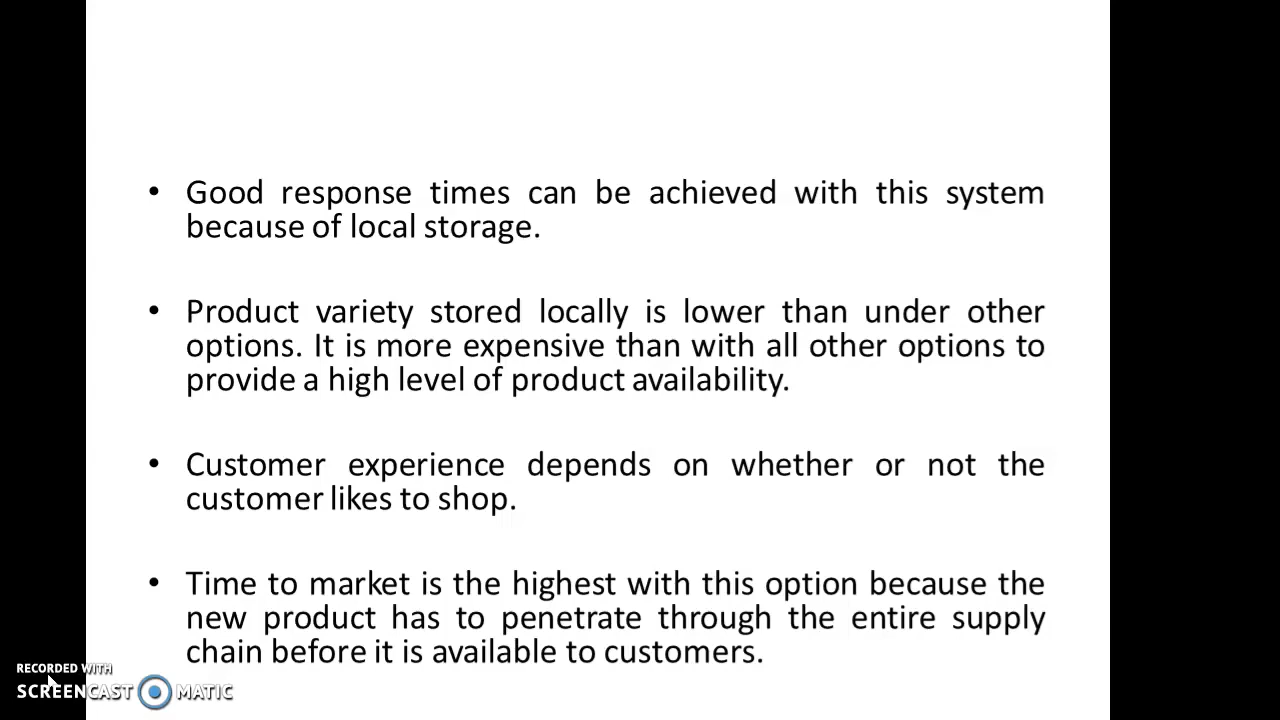 • Good response times can be achieved with this system
because of local storage.
• Product variety stored locally is lower than under other
options. It is more expensive than with all other options to
provide a high level of product availability.
• Customer experience depends on whether or not the
customer likes to shop.
• Time to market is the highest with this option because the
new product has to penetrate through the entire supply
chain before it is available to customers.
RECORDED WITH
SCREENCAST MATIC